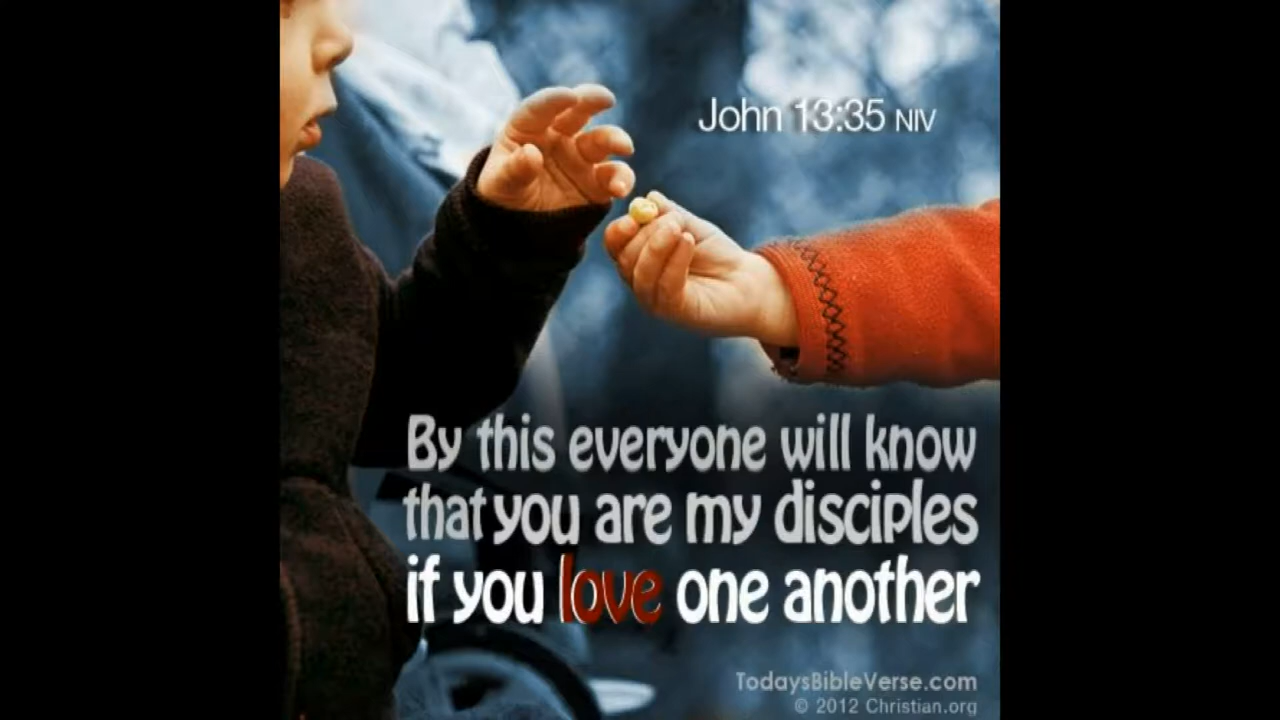 John 13:35 NIV
By this everyone will know
that you are my disciples
if you love one another
TodaysBibleVerse.com
© 2012 Christian.org